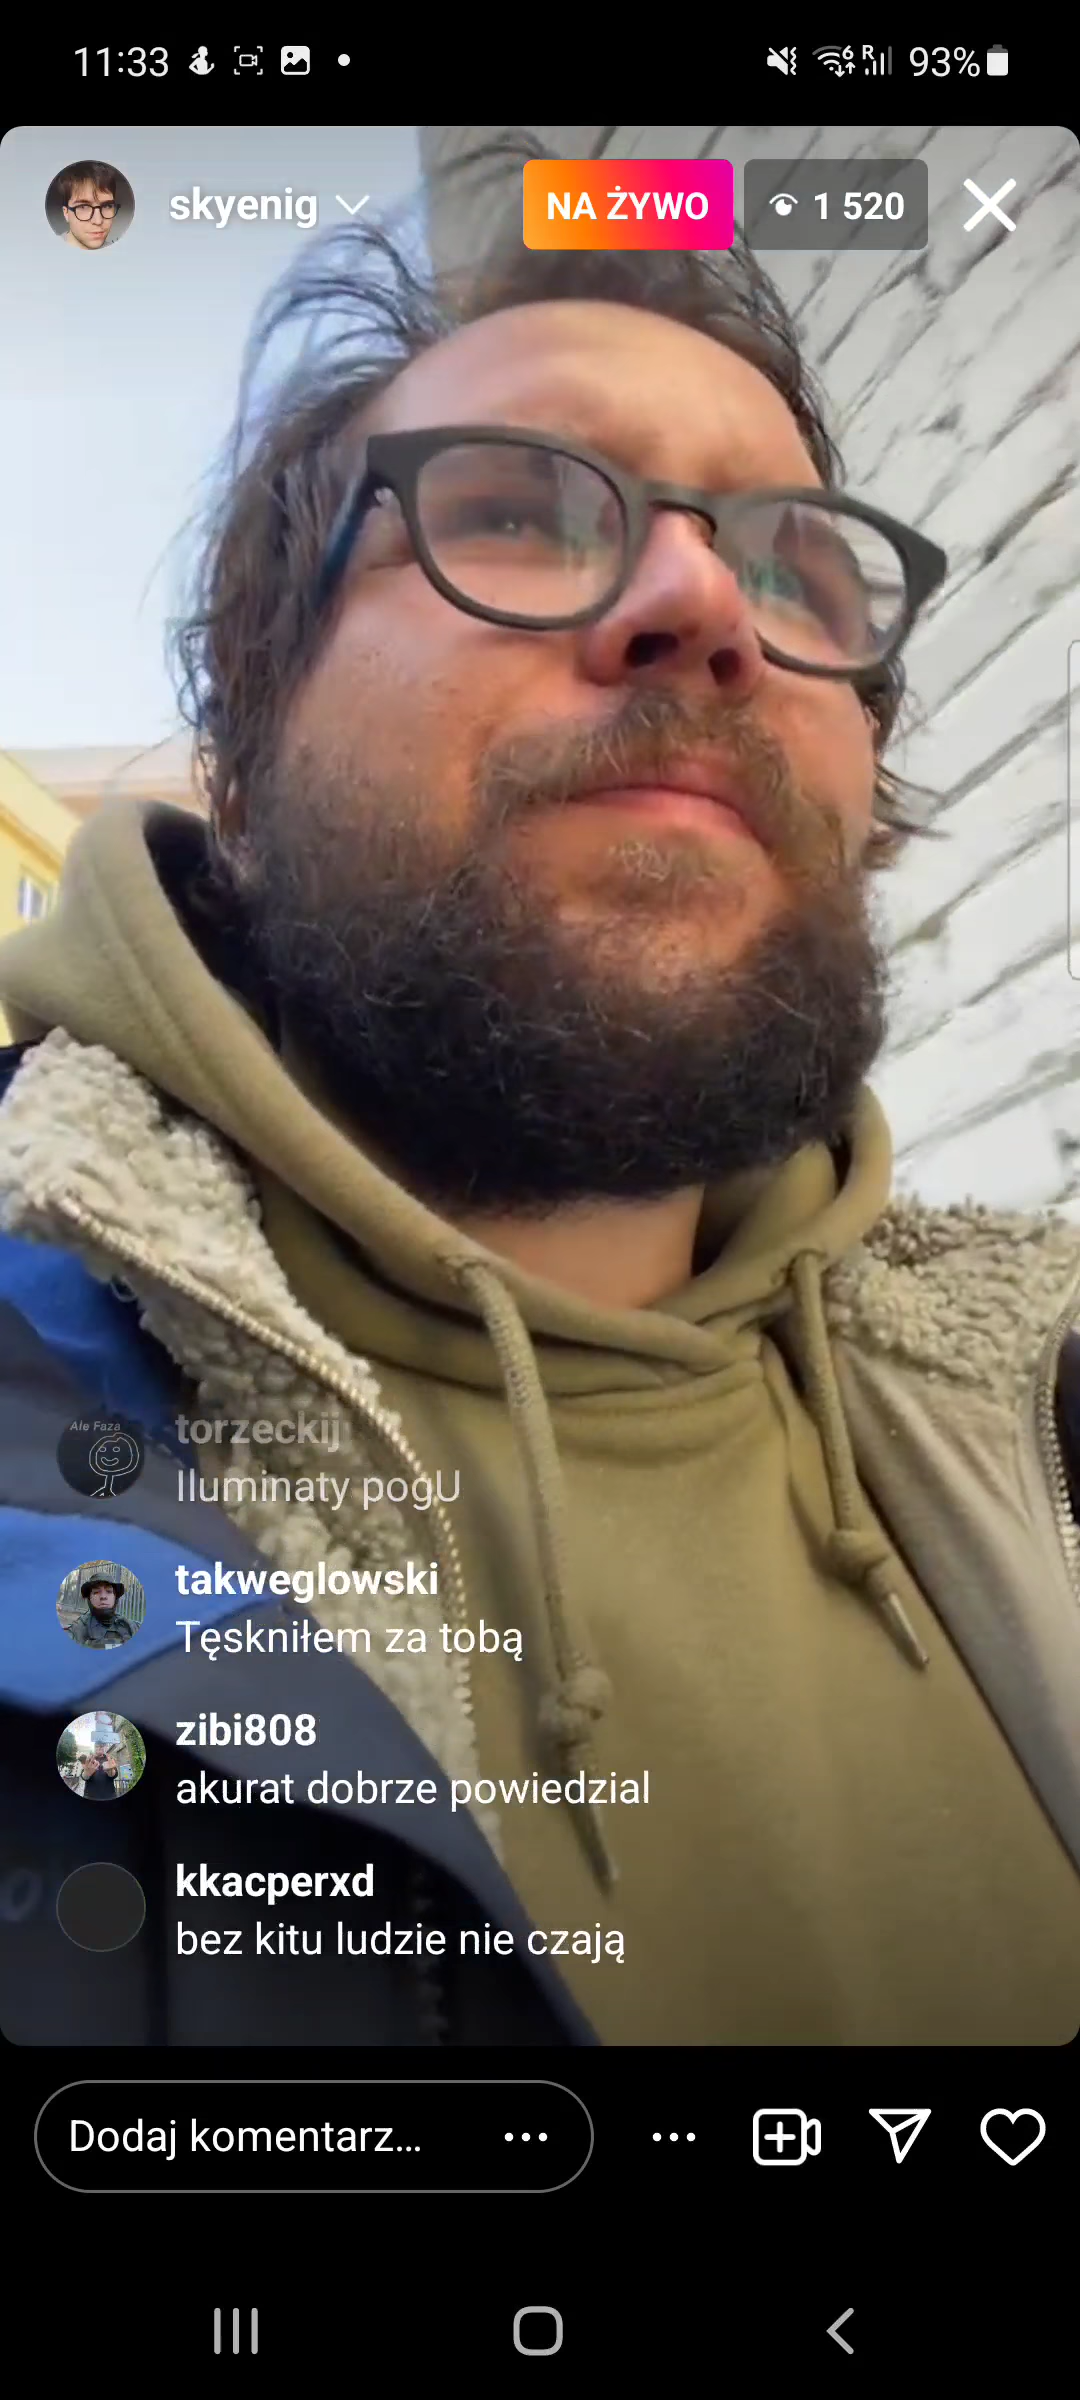 11:33
R
6
93%
skyenig
NA ŻYWO
1 520
Ale Faza
torzeckij
Iluminaty pogU
takweglowski
Tęskniłem za tobą
zibi808
akurat dobrze powiedzial
kkacperxd
bez kitu ludzie nie czają
Dodaj komentarz...